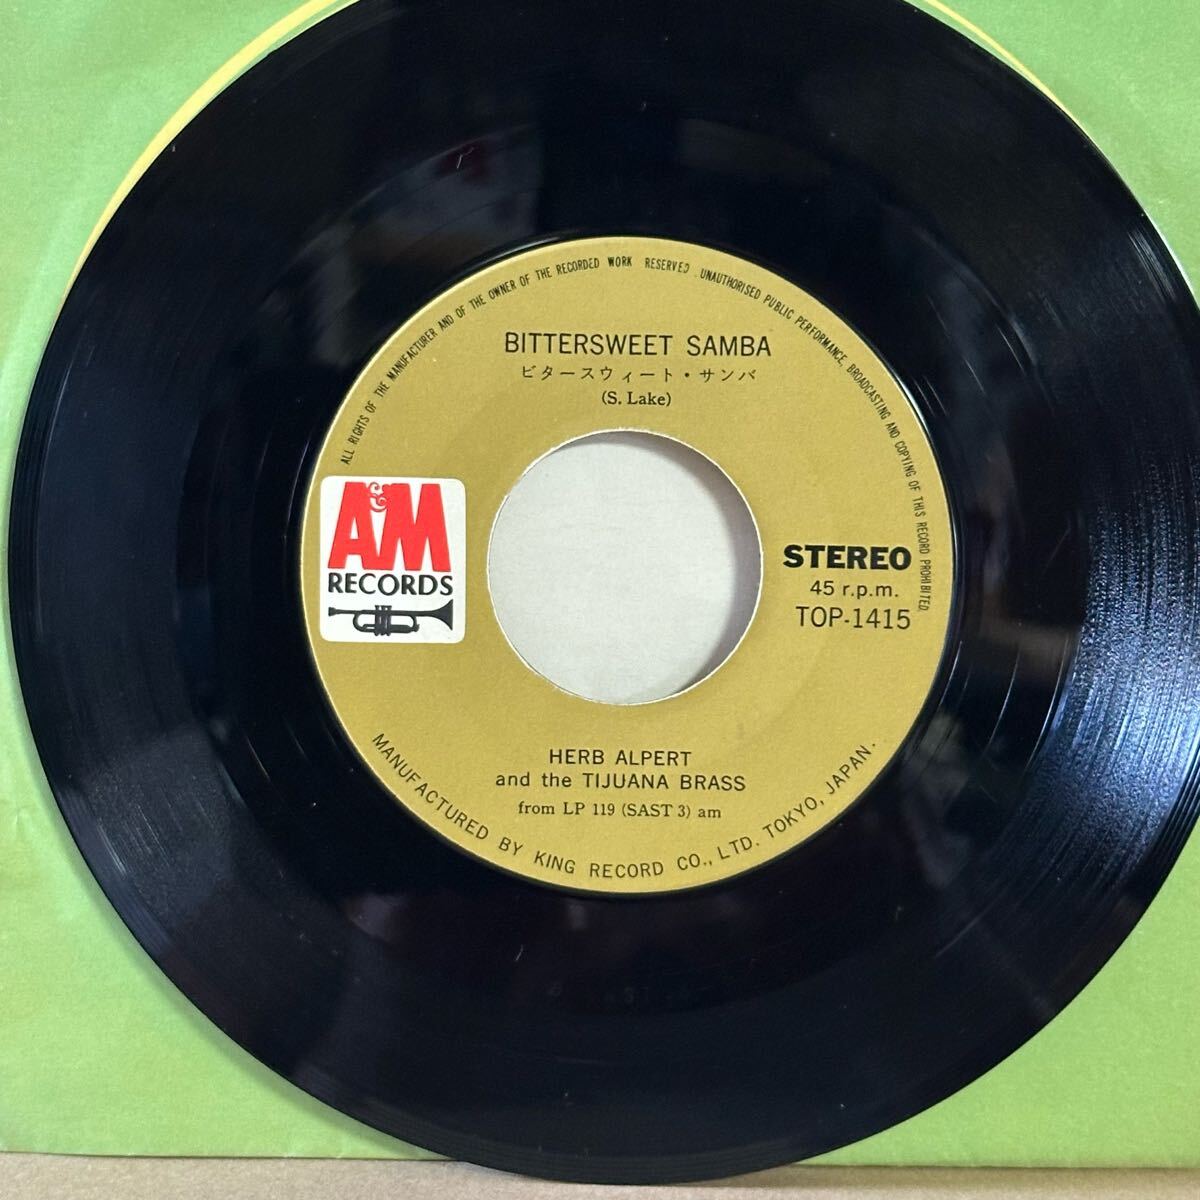 ALL RIGHTS OF THE MANUFACTURER AND OF THE OWNER OF THE RECORDED WORK RESERVED. UNAUTHORISED PUBLIC PERFORMANCE, BROADCASTING AND COPYING OF THIS RECORD PROHIBITED.
BITTERSWEET SAMBA
ビタースウィート・サンバ
(S. Lake)
A&M
RECORDS
STEREO
45 r.p.m.
TOP-1415
HERB ALPERT
and the TIJUANA BRASS
from LP 119 (SAST 3) am
MANUFACTURED BY KING RECORD CO., LTD. TOKYO, JAPAN.